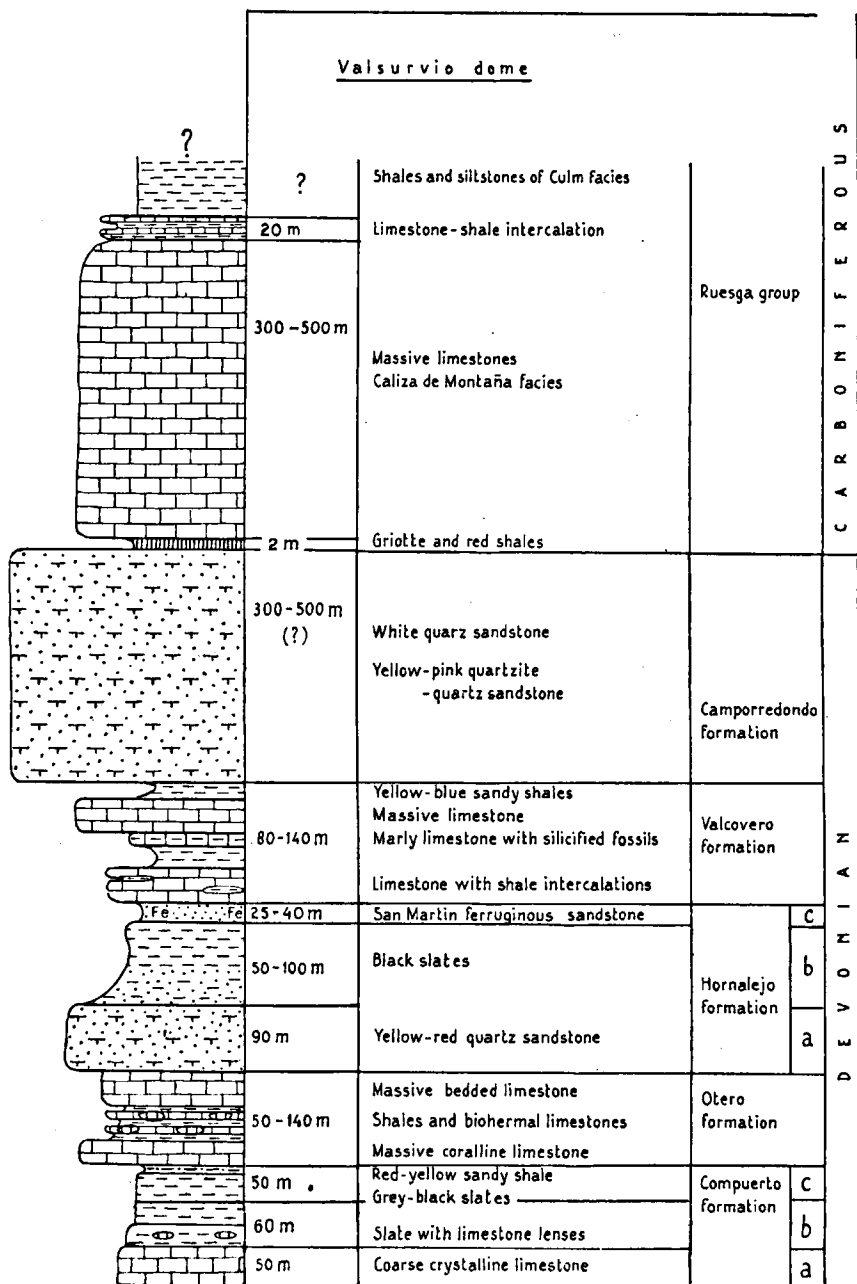 Valsurvio dome
?
?
Shales and siltstones of Culm facies
20 m
Limestone-shale intercalation
Ruesga group
300-500 m
Massive limestones
Caliza de Montaña facies
2 m
Griotte and red shales
CARBONIFEROUS
300-500 m
(?)
White quarz sandstone
Yellow-pink quartzite
-quartz sandstone
Camporredondo
formation
Yellow-blue sandy shales
Massive limestone
80-140 m
Marly limestone with silicified fossils
Valcovero
formation
Limestone with shale intercalations
Fe Fe
25-40 m
San Martin ferruginous sandstone
c
50-100 m
Black slates
b
Hornalejo
formation
90 m
Yellow-red quartz sandstone
a
DEVONIAN
Massive bedded limestone
50-140 m
Shales and biohermal limestones
Otero
formation
Massive coralline limestone
50 m
Red-yellow sandy shale
Grey-black slates
Compuerto
formation
c
60 m
Slate with limestone lenses
b
50 m
Coarse crystalline limestone
a